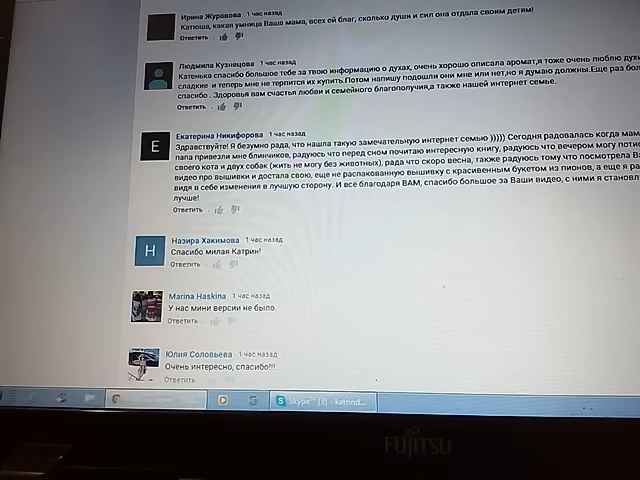 Ирина Журавова 1 час назад
Катюша, какая умница Ваша мама, всех ей благ, сколько души и сил она отдала своим детям!
Ответить
Людмила Кузнецова 1 час назад
Катенька спасибо большое тебе за твою информацию о духах, очень хорошо описала аромат,я тоже очень люблю духи
сладкие и теперь мне не терпится их купить.Потом напишу подошли они мне или нет,но я думаю должны.Еще раз бол
спасибо . Здоровья вам счастья любви и семейного благополучия,а также нашей интернет семье.
Ответить
E
Екатерина Никифорова 1 час назад
Здравствуйте! Я безумно рада, что нашла такую замечательную интернет семью ))))) Сегодня радовалась когда мам
папа привезли мне блинчиков, радуюсь что перед сном почитаю интересную книгу, радуюсь что вечером могу потис
своего кота и двух собак (жить не могу без животных), рада что скоро весна, также радуюсь тому что посмотрела Ва
видео про вышивки и достала свою, еще не распакованную вышивку с красивенным букетом из пионов, а еще я ра
видя в себе изменения в лучшую сторону. И все благодаря ВАМ, спасибо большое за Ваши видео, с ними я становл
лучше!
Ответить
Н
Назира Хакимова 1 час назад
Спасибо милая Катрин!
Ответить
Marina Haskina 1 час назад
У нас мини версии не было.
Ответить
Юлия Соловьева 1 час назад
Очень интересно, спасибо!!!
Ответить
Skype™ [3] - katrind...
FUJITSU